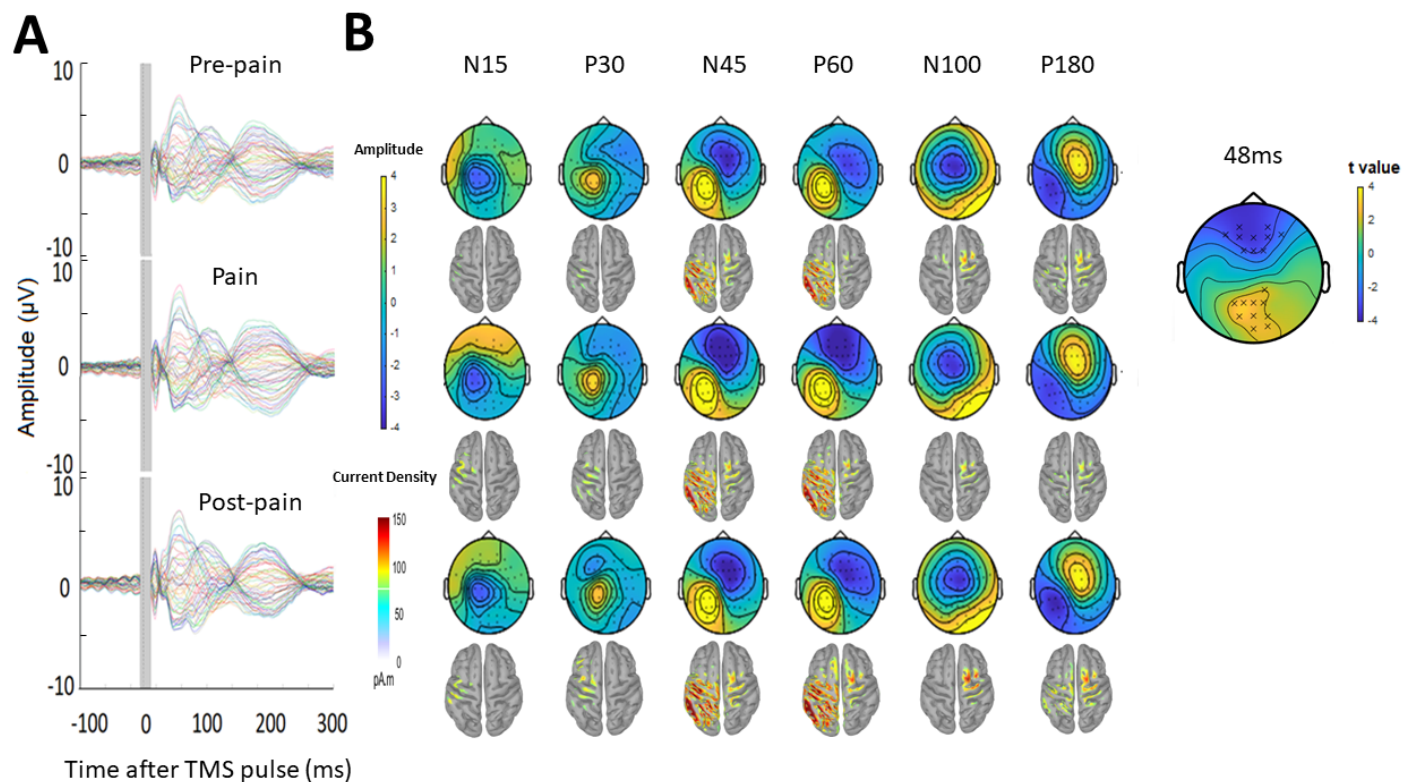 A
B
Pre-pain
Pain
Post-pain
10
0
-10
10
0
-10
10
0
-10
Amplitude (µV)
-100 0 100 200 300
Time after TMS pulse (ms)
N15 P30 N45 P60 N100 P180
Amplitude
4
3
2
1
0
-1
-2
-3
-4
Current Density
150
100
50
0
pA.m
48ms
t value
4
2
0
-2
-4